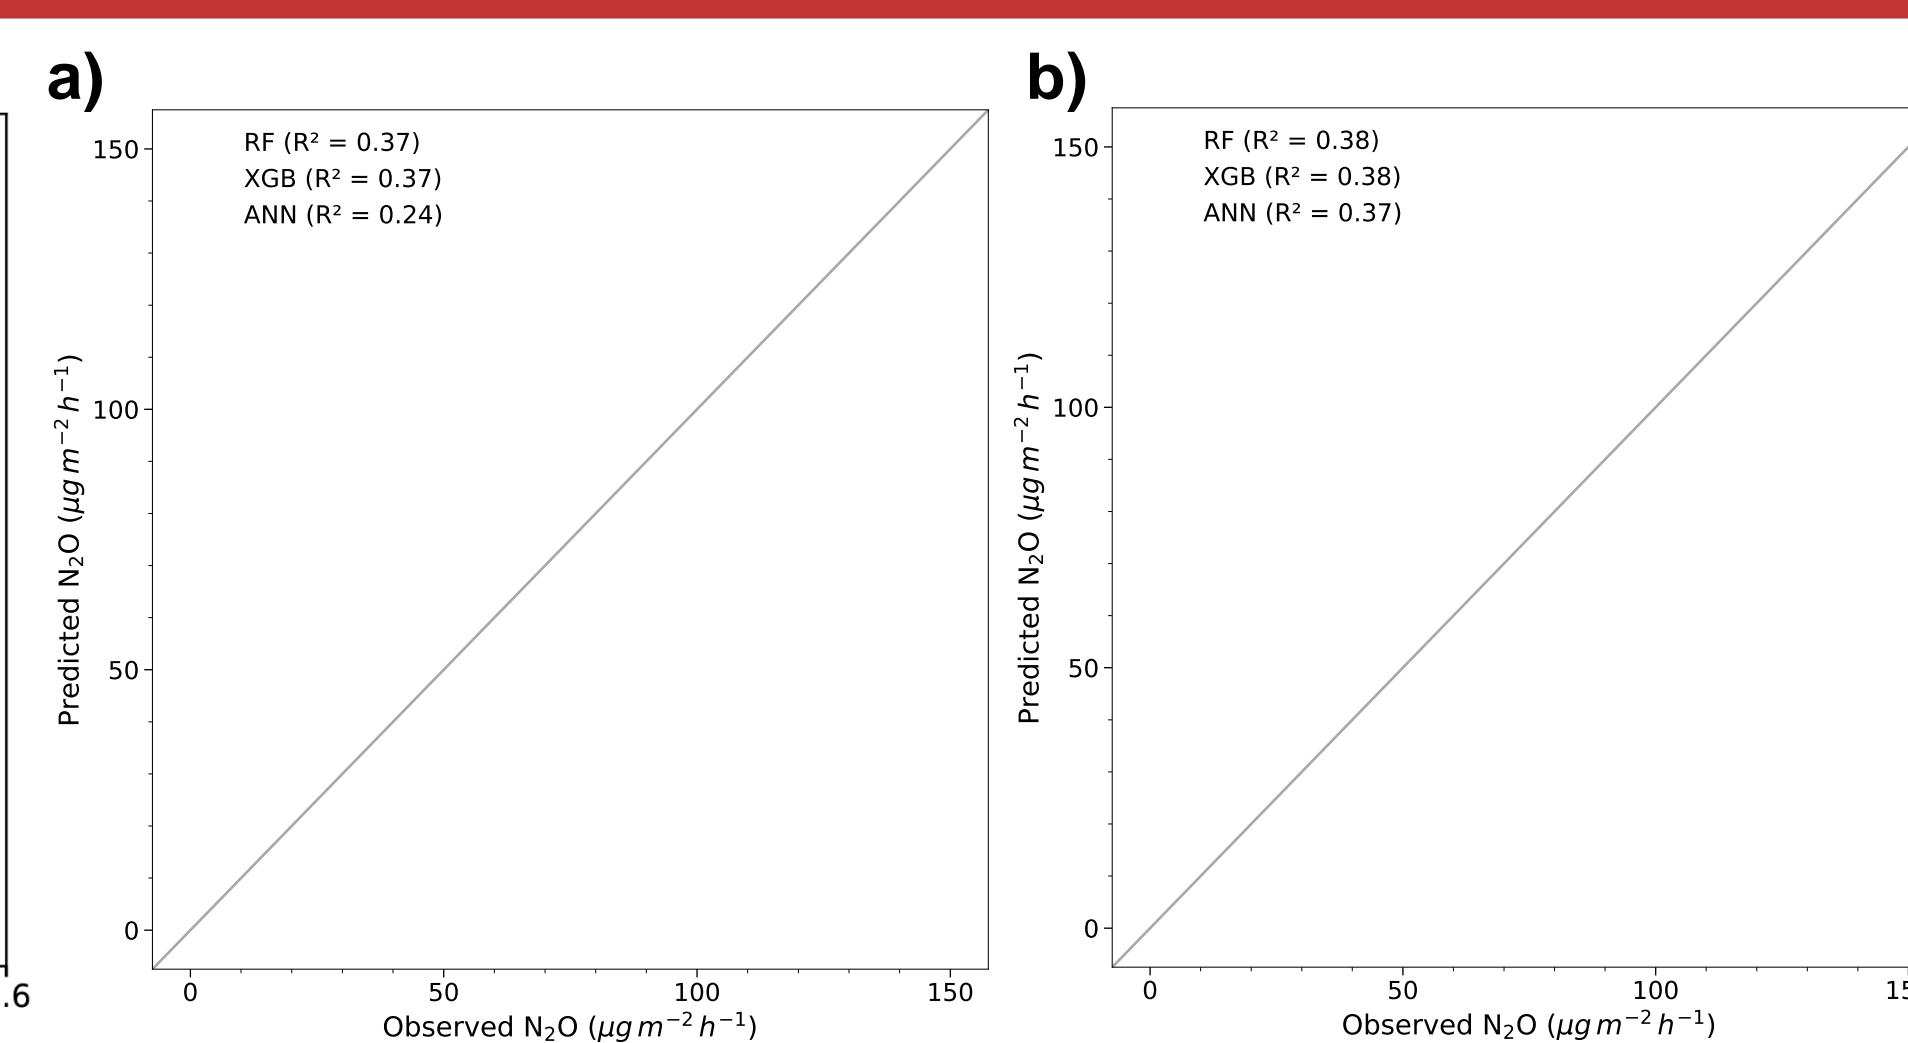 a)
RF (R² = 0.37)
XGB (R² = 0.37)
ANN (R² = 0.24)
150
100
50
0
Predicted N₂O (μg m⁻² h⁻¹)
0 50 100 150
Observed N₂O (μg m⁻² h⁻¹)
.6
b)
RF (R² = 0.38)
XGB (R² = 0.38)
ANN (R² = 0.37)
150
100
50
0
Predicted N₂O (μg m⁻² h⁻¹)
0 50 100 15
Observed N₂O (μg m⁻² h⁻¹)